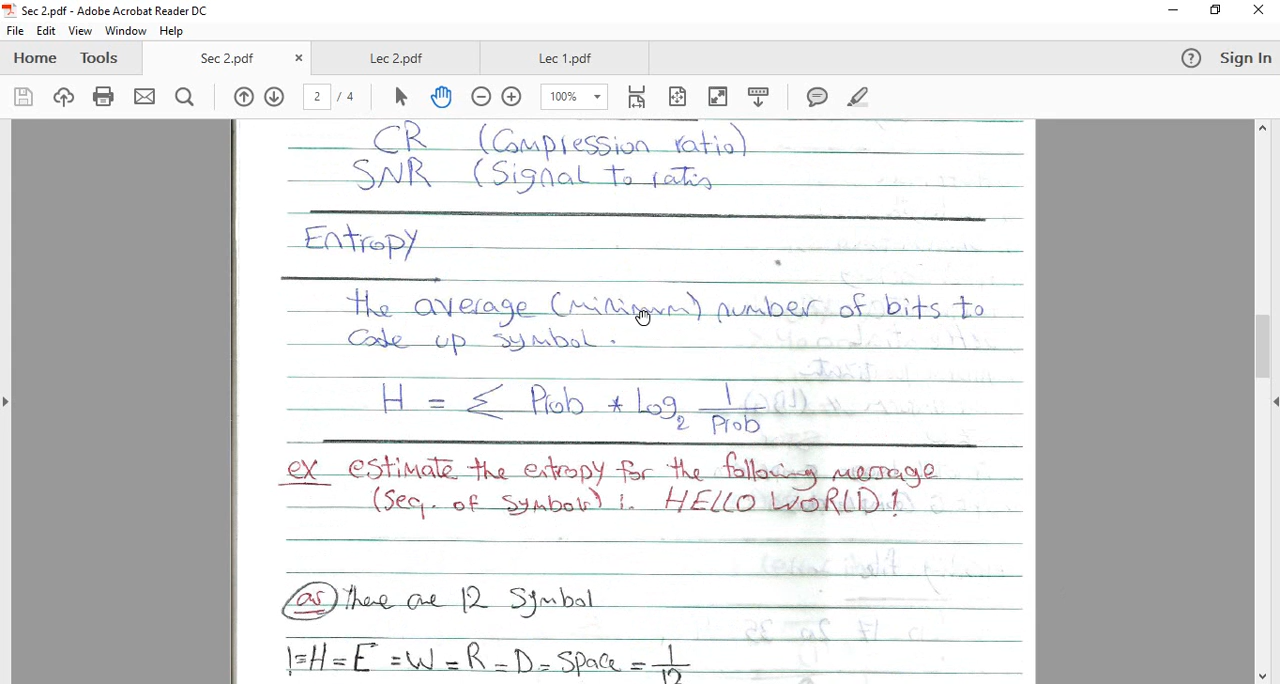 Sec 2.pdf - Adobe Acrobat Reader DC
File Edit View Window Help
Home Tools Sec 2.pdf × Lec 2.pdf Lec 1.pdf ? Sign In
2 / 4 100%
CR (Compression ratio)
SNR (Signal to ratio
Entropy
the average (minimum) number of bits to
code up symbol.
H = Σ Prob * Log₂ 1/Prob
ex estimate the entropy for the following message
(seq. of symbols) :. HELLO WORLD!
There are 12 Symbol
!=H=E=W=R=D=Space=1/12